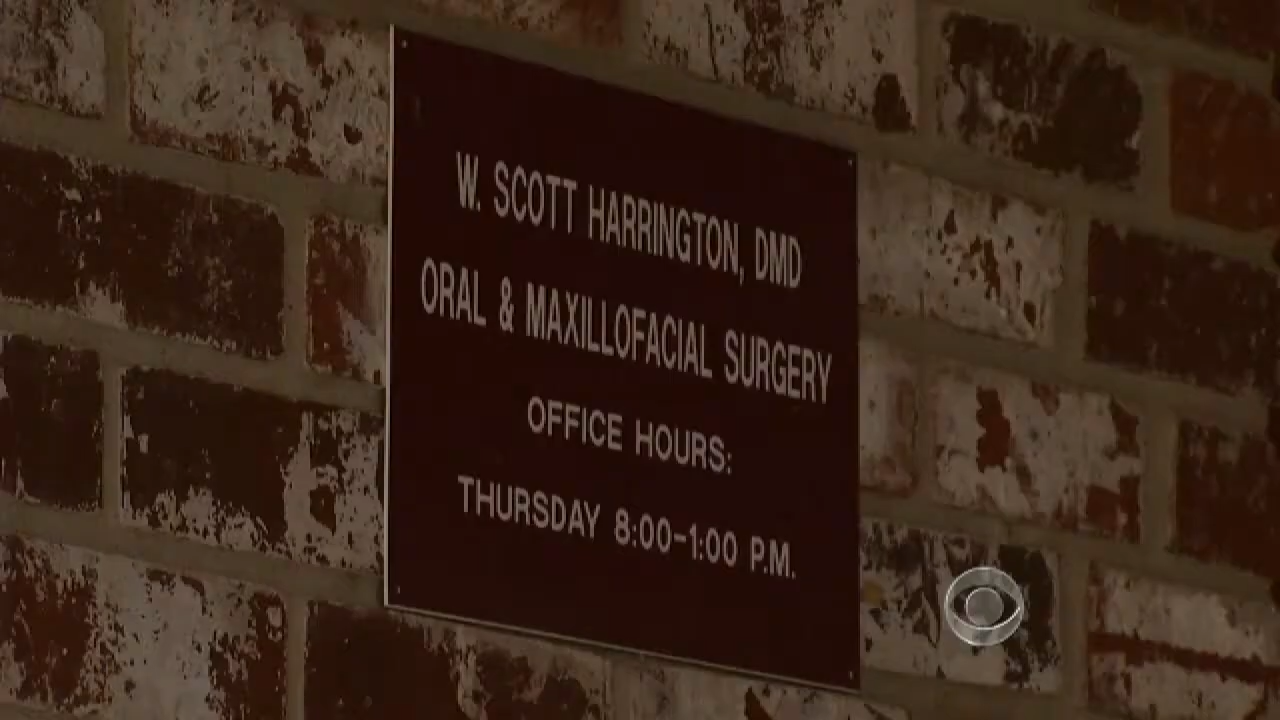 W. SCOTT HARRINGTON, DMD
ORAL & MAXILLOFACIAL SURGERY
OFFICE HOURS:
THURSDAY 8:00-1:00 P.M.